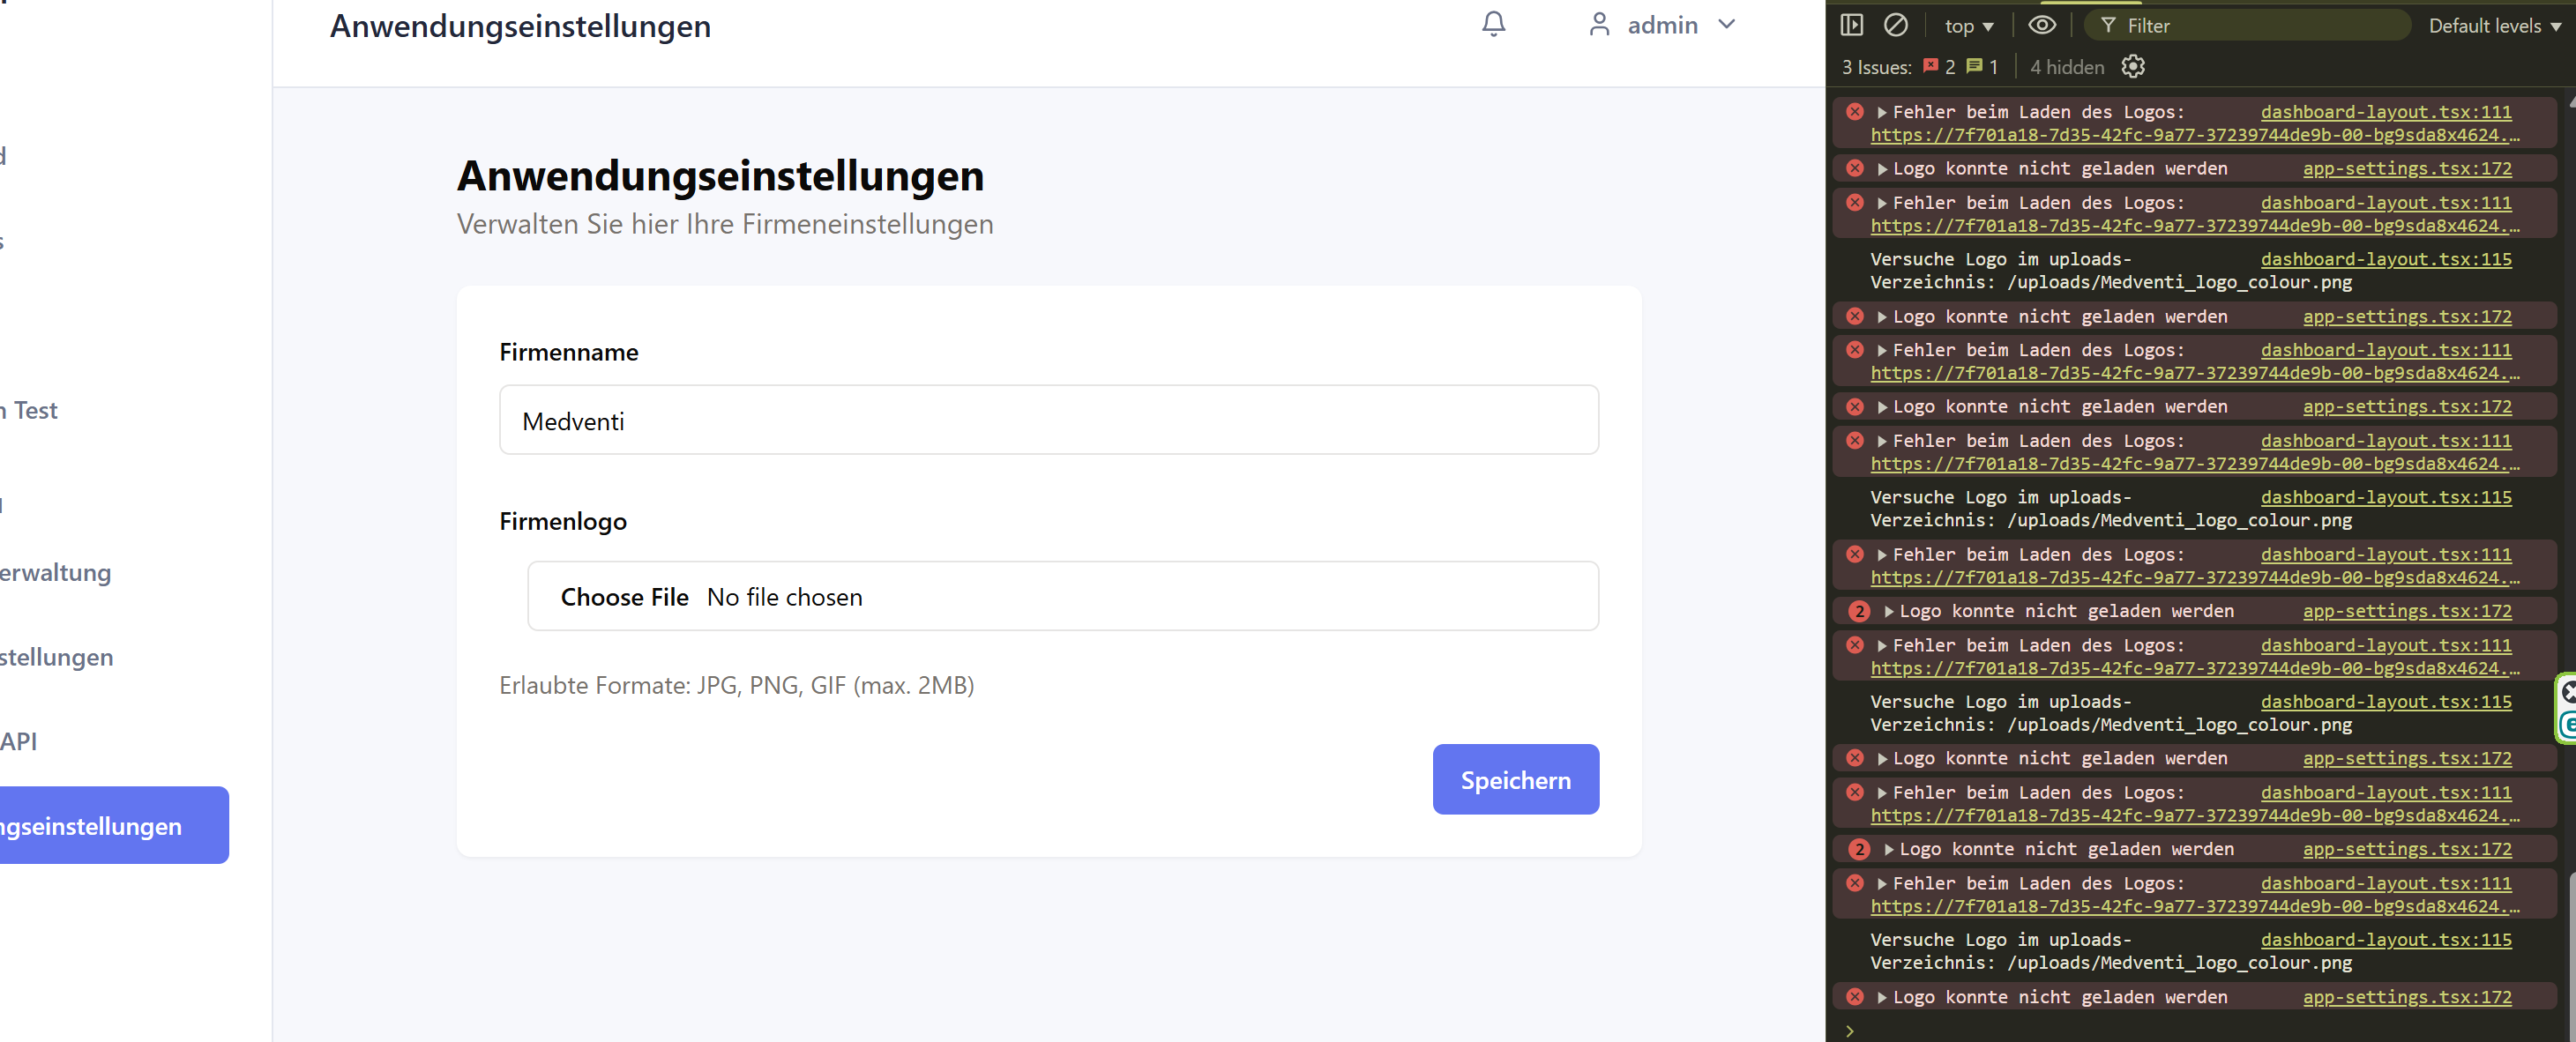 Anwendungseinstellungen
admin
d
s
n Test
erwaltung
stellungen
API
ngseinstellungen
Anwendungseinstellungen
Verwalten Sie hier Ihre Firmeneinstellungen
Firmenname
Medventi
Firmenlogo
Choose File No file chosen
Erlaubte Formate: JPG, PNG, GIF (max. 2MB)
Speichern
top
Filter
Default levels
3 Issues: 2 1
4 hidden
Fehler beim Laden des Logos: dashboard-layout.tsx:111
https://7f701a18-7d35-42fc-9a77-37239744de9b-00-bg9sda8x4624.…
Logo konnte nicht geladen werden app-settings.tsx:172
Fehler beim Laden des Logos: dashboard-layout.tsx:111
https://7f701a18-7d35-42fc-9a77-37239744de9b-00-bg9sda8x4624.…
Versuche Logo im uploads- dashboard-layout.tsx:115
Verzeichnis: /uploads/Medventi_logo_colour.png
Logo konnte nicht geladen werden app-settings.tsx:172
Fehler beim Laden des Logos: dashboard-layout.tsx:111
https://7f701a18-7d35-42fc-9a77-37239744de9b-00-bg9sda8x4624.…
Logo konnte nicht geladen werden app-settings.tsx:172
Fehler beim Laden des Logos: dashboard-layout.tsx:111
https://7f701a18-7d35-42fc-9a77-37239744de9b-00-bg9sda8x4624.…
Versuche Logo im uploads- dashboard-layout.tsx:115
Verzeichnis: /uploads/Medventi_logo_colour.png
Fehler beim Laden des Logos: dashboard-layout.tsx:111
https://7f701a18-7d35-42fc-9a77-37239744de9b-00-bg9sda8x4624.…
2 Logo konnte nicht geladen werden app-settings.tsx:172
Fehler beim Laden des Logos: dashboard-layout.tsx:111
https://7f701a18-7d35-42fc-9a77-37239744de9b-00-bg9sda8x4624.…
Versuche Logo im uploads- dashboard-layout.tsx:115
Verzeichnis: /uploads/Medventi_logo_colour.png
Logo konnte nicht geladen werden app-settings.tsx:172
Fehler beim Laden des Logos: dashboard-layout.tsx:111
https://7f701a18-7d35-42fc-9a77-37239744de9b-00-bg9sda8x4624.…
2 Logo konnte nicht geladen werden app-settings.tsx:172
Fehler beim Laden des Logos: dashboard-layout.tsx:111
https://7f701a18-7d35-42fc-9a77-37239744de9b-00-bg9sda8x4624.…
Versuche Logo im uploads- dashboard-layout.tsx:115
Verzeichnis: /uploads/Medventi_logo_colour.png
Logo konnte nicht geladen werden app-settings.tsx:172